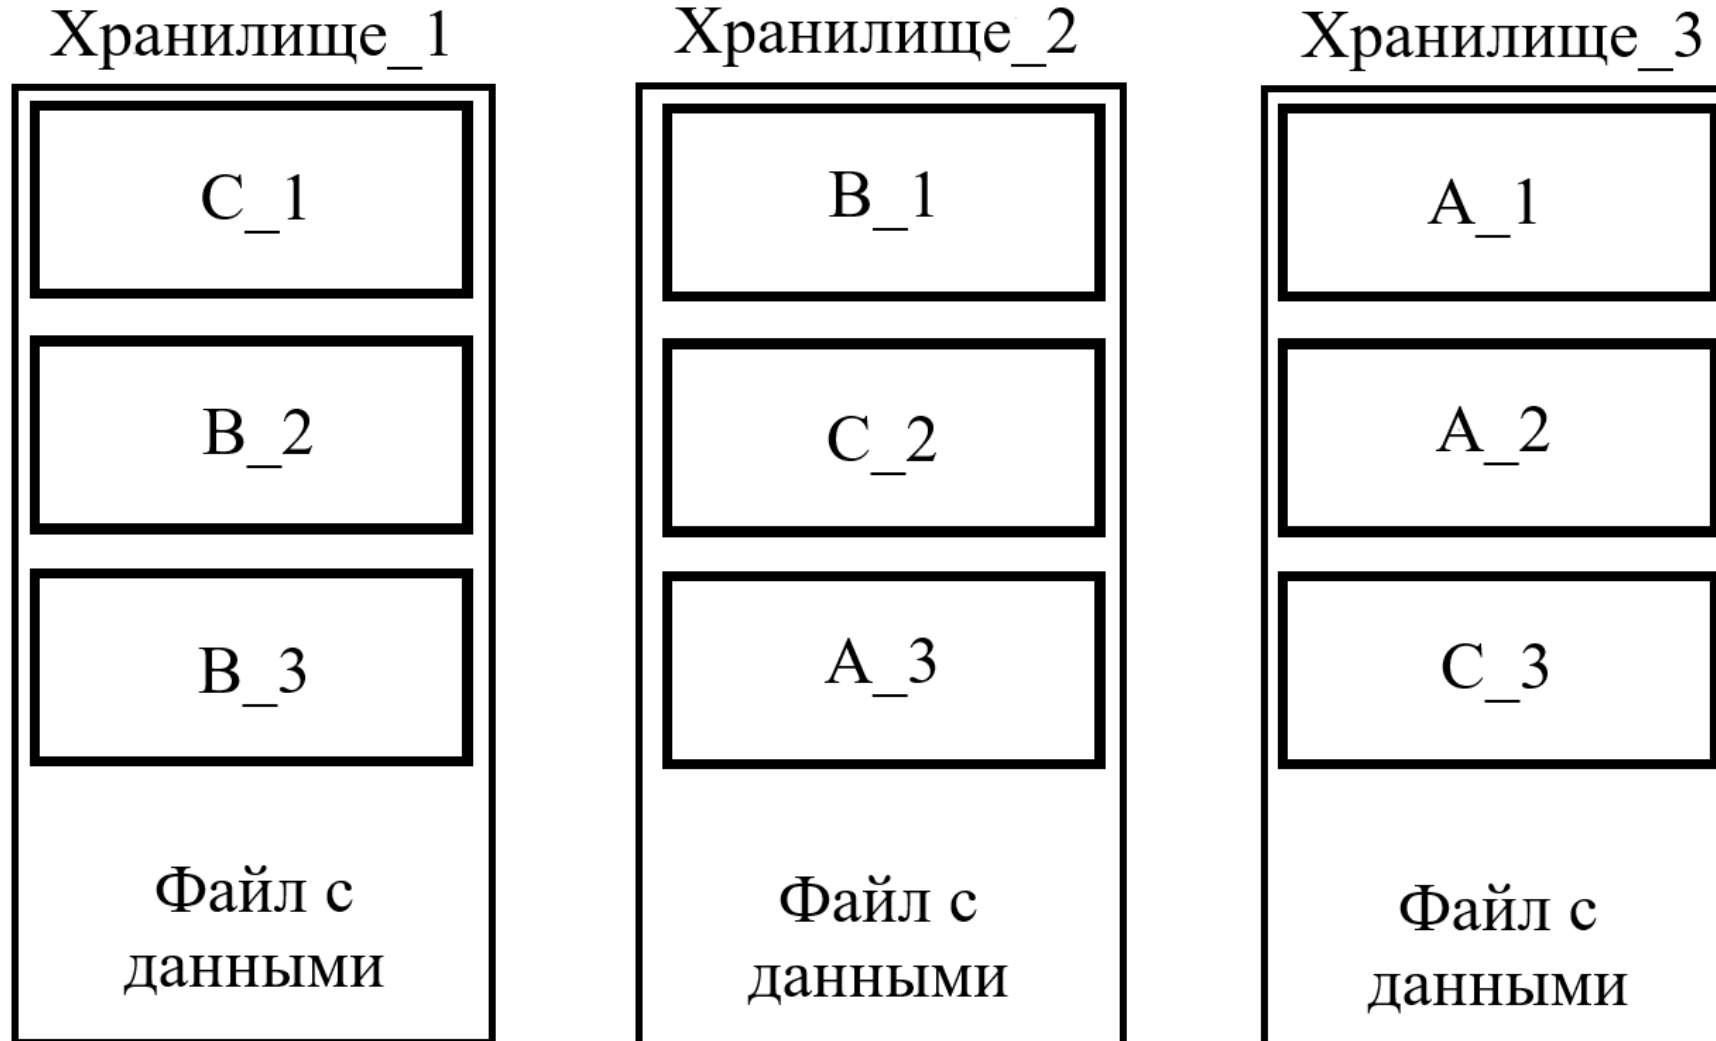 Хранилище_1
C_1
B_2
B_3
Файл с
данными
Хранилище_2
B_1
C_2
A_3
Файл с
данными
Хранилище_3
A_1
A_2
C_3
Файл с
данными